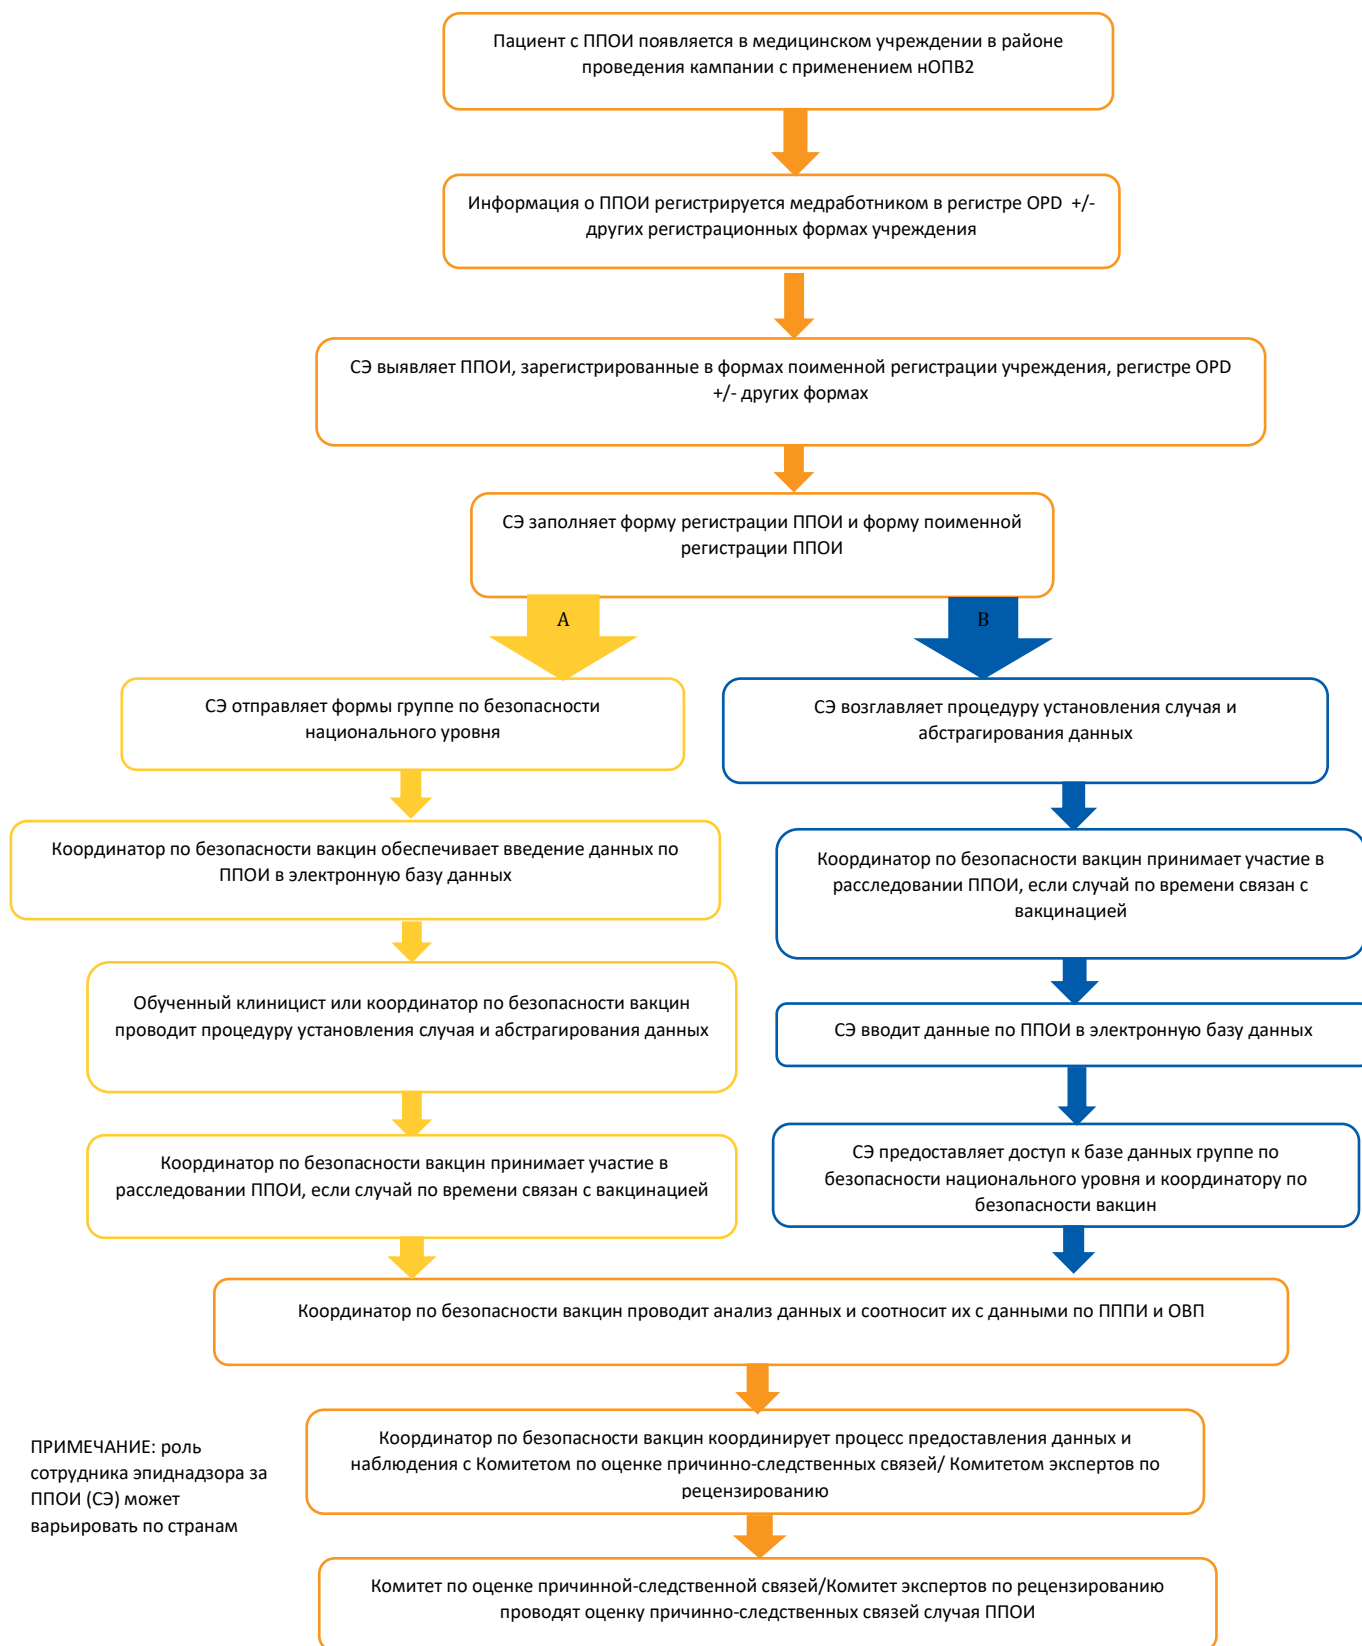 Пациент с ППОИ появляется в медицинском учреждении в районе
проведения кампании с применением нОПВ2
Информация о ППОИ регистрируется медработником в регистре OPD +/-
других регистрационных формах учреждения
СЭ выявляет ППОИ, зарегистрированные в формах поименной регистрации учреждения, регистре OPD
+/- других формах
СЭ заполняет форму регистрации ППОИ и форму поименной
регистрации ППОИ
A
B
СЭ отправляет формы группе по безопасности
национального уровня
Координатор по безопасности вакцин обеспечивает введение данных по
ППОИ в электронную базу данных
Обученный клиницист или координатор по безопасности вакцин
проводит процедуру установления случая и абстрагирования данных
Координатор по безопасности вакцин принимает участие в
расследовании ППОИ, если случай по времени связан с вакцинацией
СЭ возглавляет процедуру установления случая и
абстрагирования данных
Координатор по безопасности вакцин принимает участие в
расследовании ППОИ, если случай по времени связан с
вакцинацией
СЭ вводит данные по ППОИ в электронную базу данных
СЭ предоставляет доступ к базе данных группе по
безопасности национального уровня и координатору по
безопасности вакцин
Координатор по безопасности вакцин проводит анализ данных и соотносит их с данными по ПППИ и ОВП
Координатор по безопасности вакцин координирует процесс предоставления данных и
наблюдения с Комитетом по оценке причинно-следственных связей/ Комитетом экспертов по
рецензированию
Комитет по оценке причинной-следственной связей/Комитет экспертов по рецензированию
проводят оценку причинно-следственных связей случая ППОИ
ПРИМЕЧАНИЕ: роль
сотрудника эпиднадзора за
ППОИ (СЭ) может
варьировать по странам